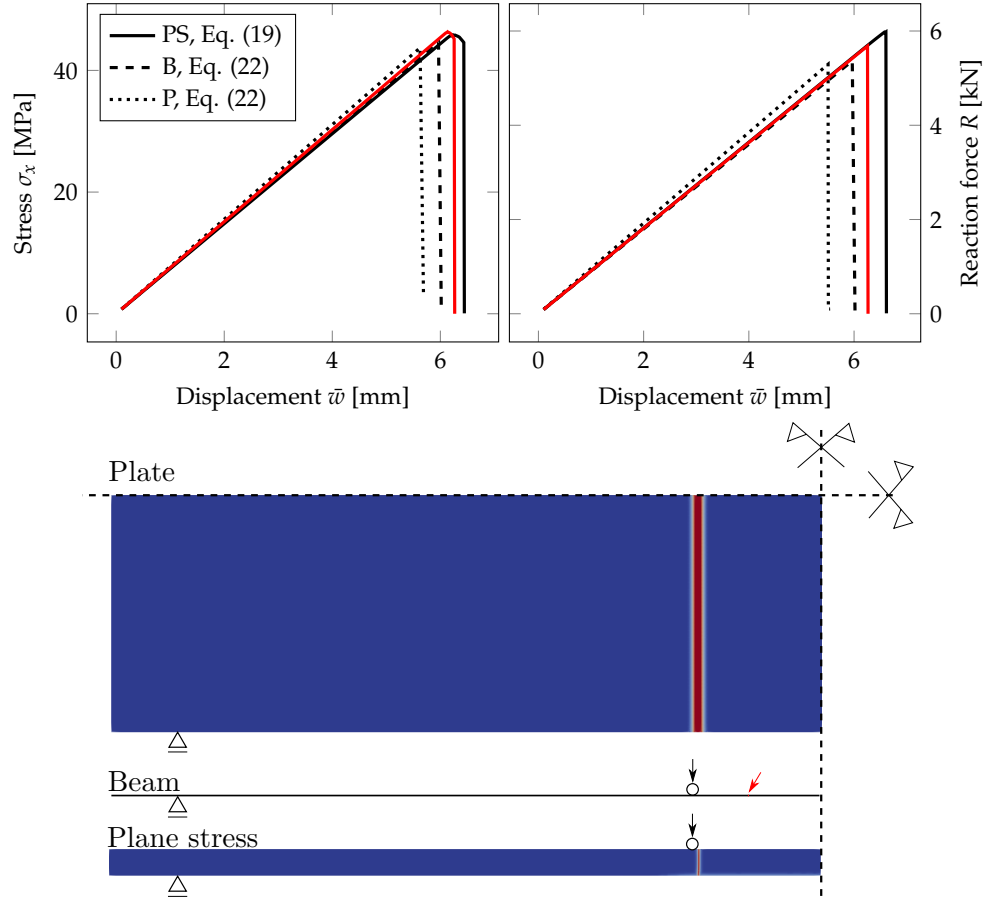 PS, Eq. (19)
B, Eq. (22)
P, Eq. (22)
Stress σx [MPa]
40
20
0
0
2
4
6
Displacement w̄ [mm]
6
4
2
0
Reaction force R [kN]
0
2
4
6
Displacement w̄ [mm]
Plate
Beam
Plane stress